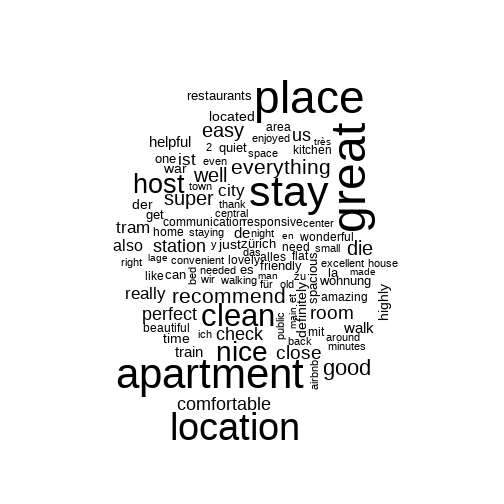 restaurants
place
located
great
easy
area
us
enjoyed
helpful
2
quiet
très
kitchen
space
one
ist
even
everything
war
well
host
town
city
stay
super
thank
der
get
central
communication
responsive
center
tram
home
staying
de
night
en
wonderful
also
station
y
just
zürich
need
small
die
das
right
lage
convenient
lovely
alles
flat
excellent
house
friendly
like
can
bed
needed
es
man
zu
la
made
wir
walking
für
old
spacious
wohnung
really
recommend
et
amazing
highly
definitely
main
perfect
clean
public
room
beautiful
ich
check
mit
walk
time
back
around
minutes
train
nice
close
airbnb
good
apartment
comfortable
location